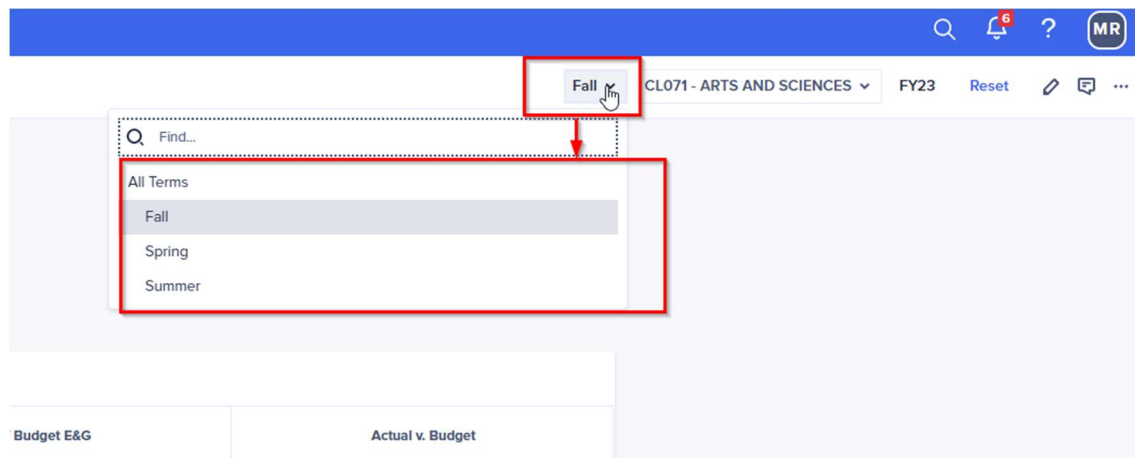 6
?
MR
Fall
CL071 - ARTS AND SCIENCES
FY23
Reset
...
Find...
All Terms
Fall
Spring
Summer
Budget E&G
Actual v. Budget